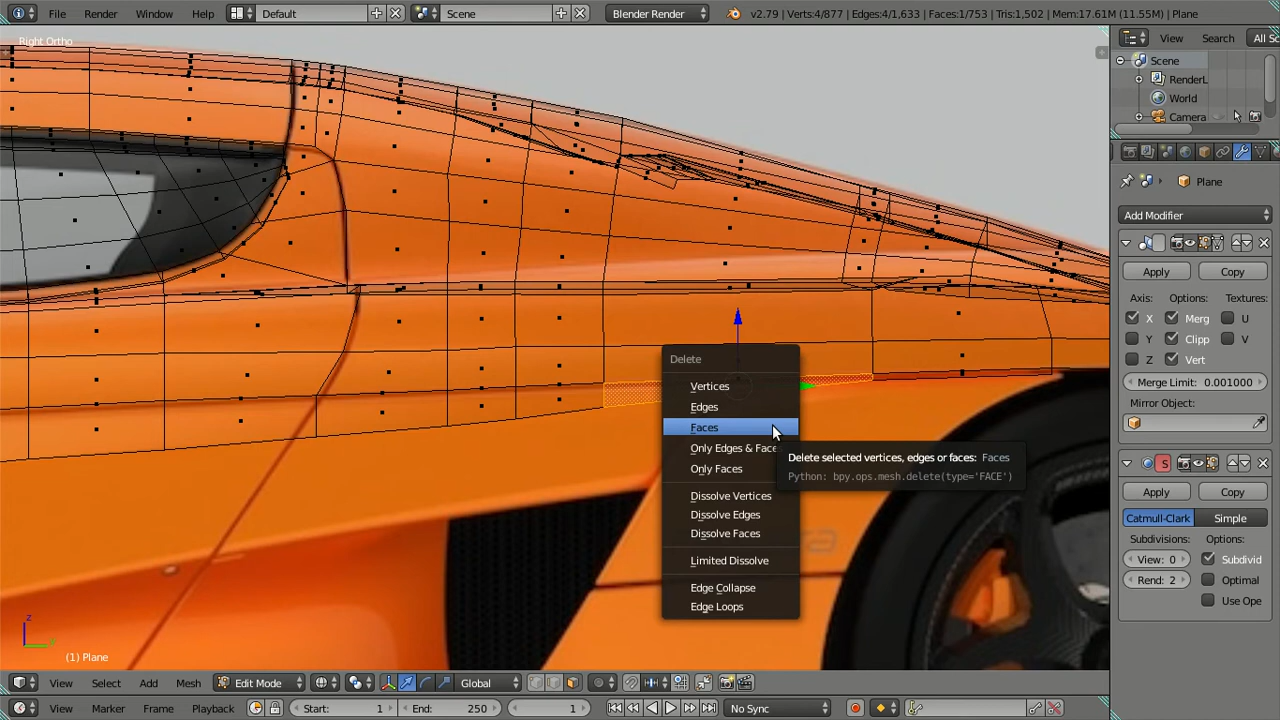 File Render Window Help Default Scene Blender Render v2.79 | Verts:4/877 | Edges:4/1,633 | Faces:1/753 | Tris:1,502 | Mem:17.61M (11.55M) | Plane
Right Ortho
View Search All Sc
Scene
RenderL
World
Camera
Plane
Add Modifier
Apply Copy
Axis: Options: Textures:
X Merg U
Y Clipp V
Z Vert
Merge Limit: 0.001000
Mirror Object:
S
Apply Copy
Catmull-Clark Simple
Subdivisions: Options:
View: 0 Subdivid
Rend: 2 Optimal
Use Ope
Delete
Vertices
Edges
Faces
Only Edges & Face
Only Faces
Dissolve Vertices
Dissolve Edges
Dissolve Faces
Limited Dissolve
Edge Collapse
Edge Loops
Delete selected vertices, edges or faces: Faces
Python: bpy.ops.mesh.delete(type='FACE')
z
y
(1) Plane
View Select Add Mesh Edit Mode Global
View Marker Frame Playback Start: 1 End: 250 1 No Sync